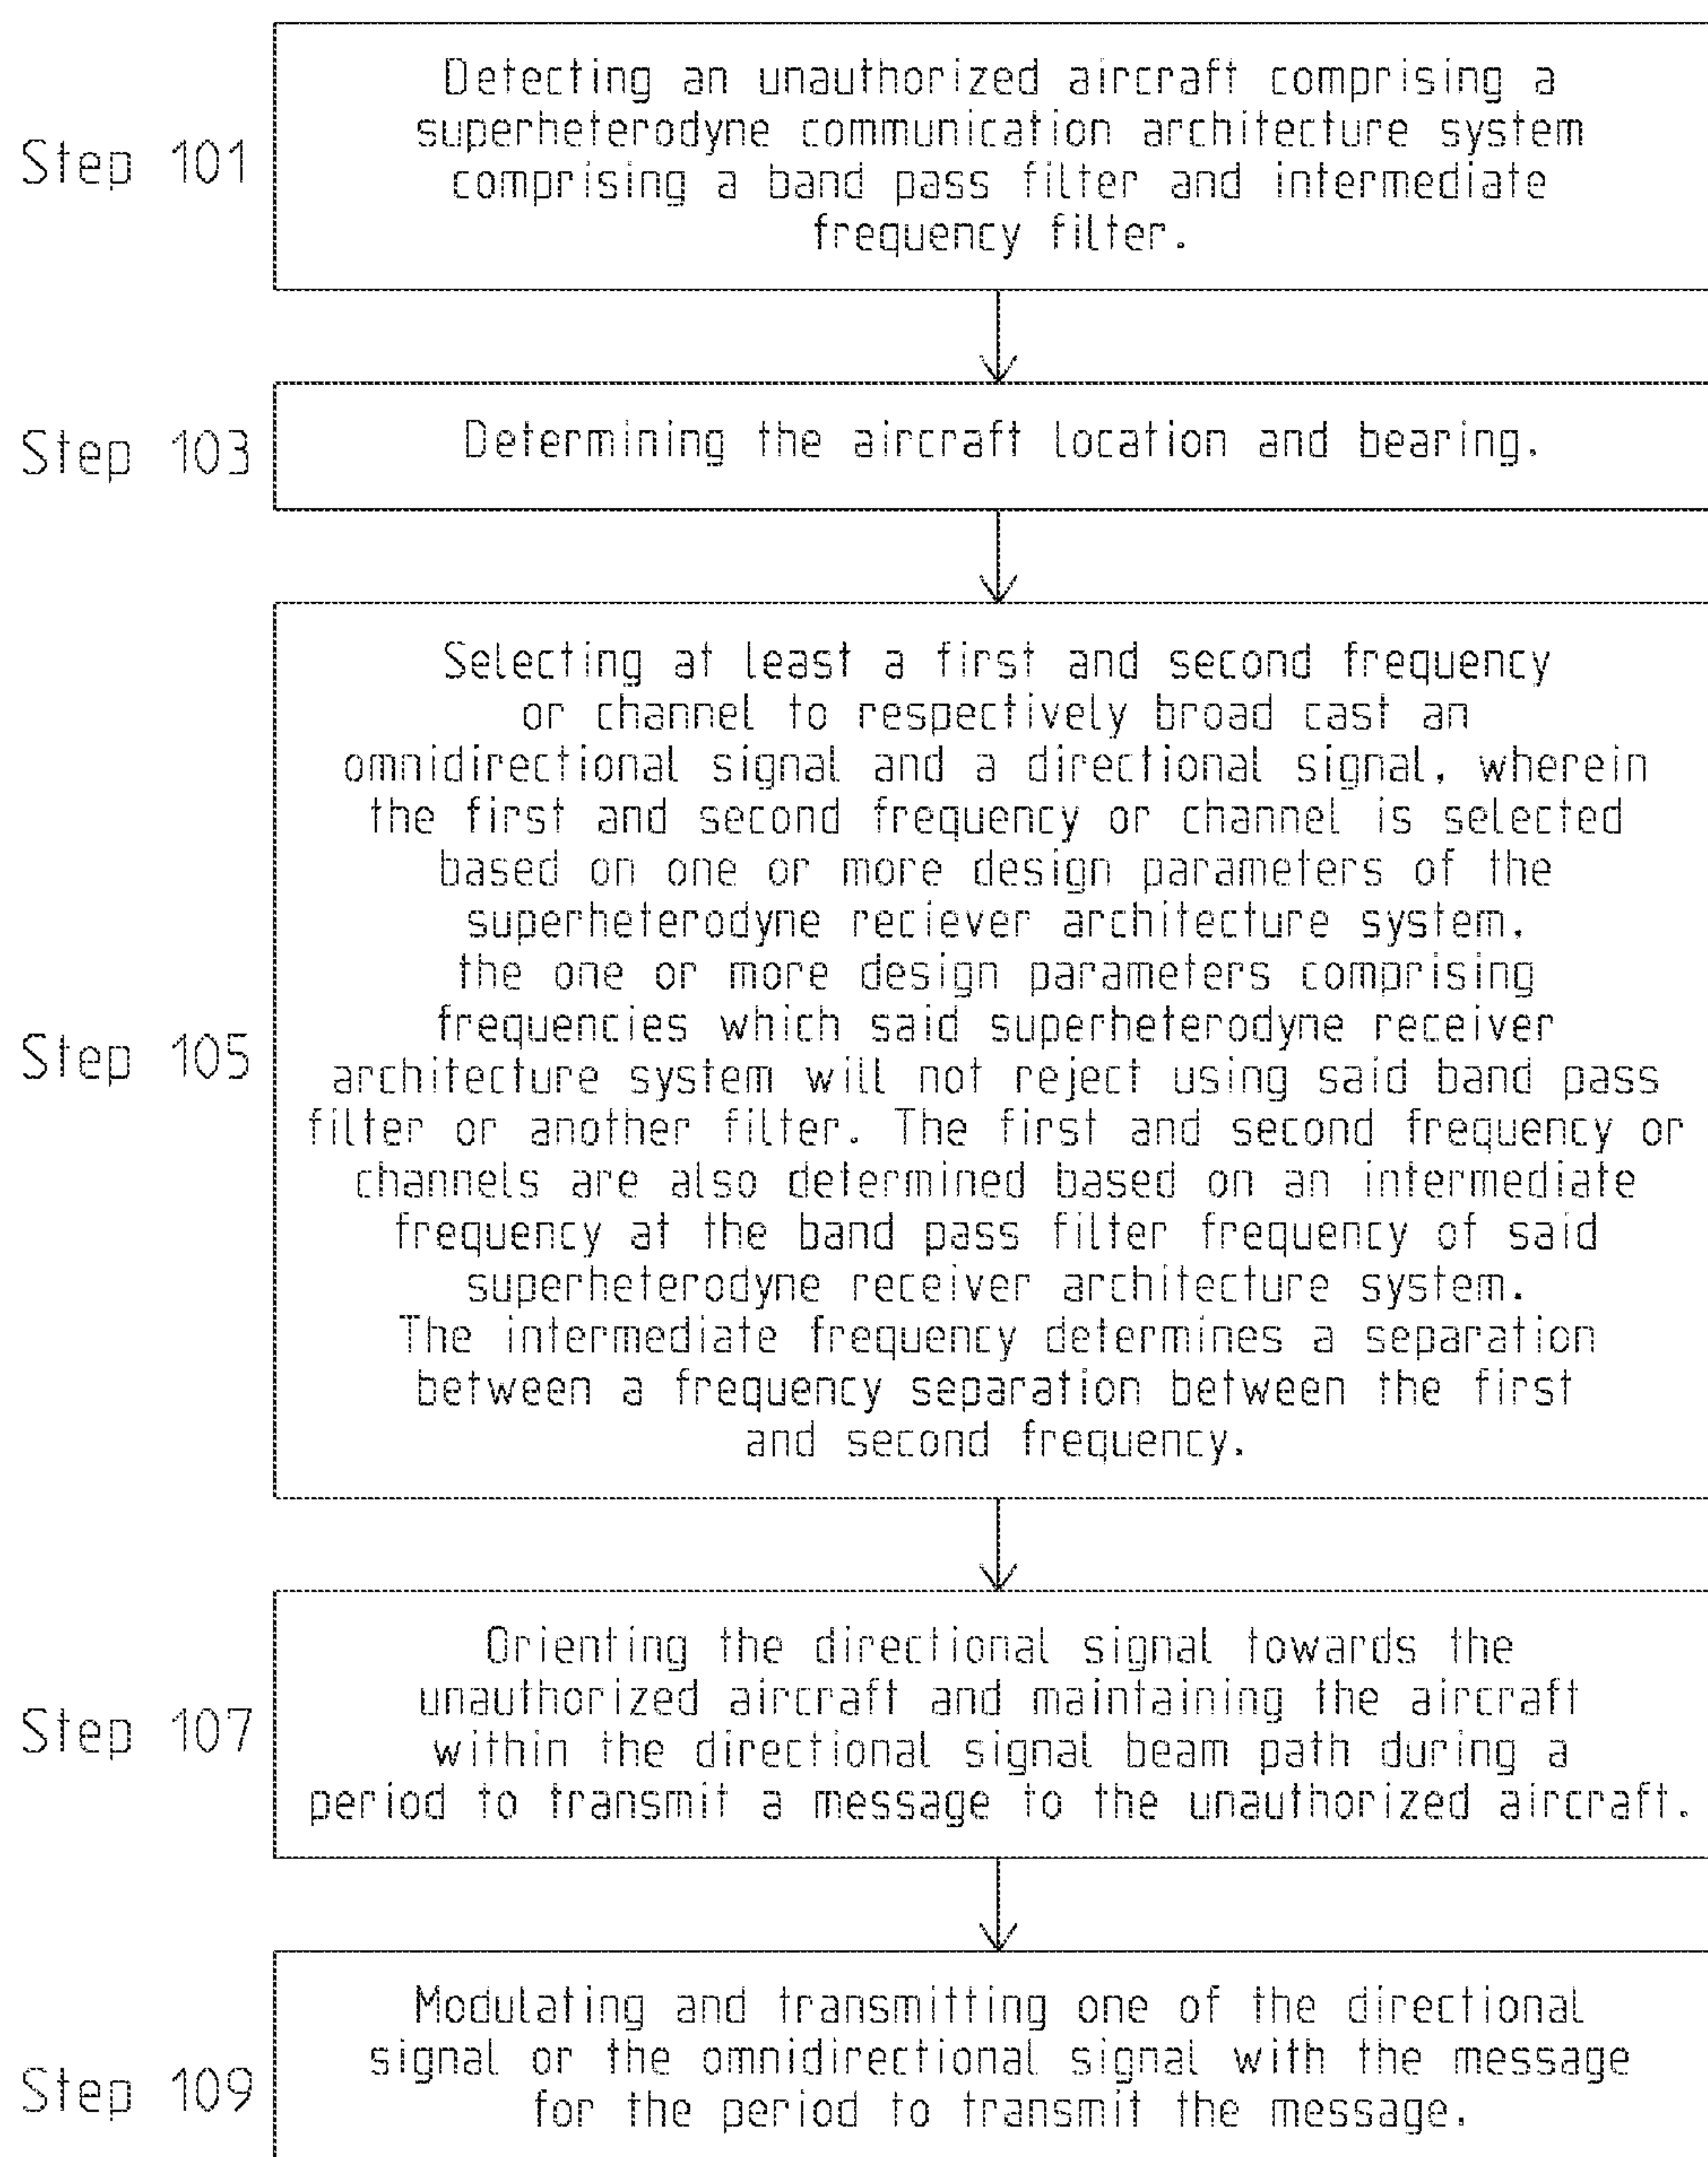 Step 101
Detecting an unauthorized aircraft comprising a
superheterodyne communication architecture system
comprising a band pass filter and intermediate
frequency filter.
Step 103
Determining the aircraft location and bearing.
Step 105
Selecting at least a first and second frequency
or channel to respectively broad cast an
omnidirectional signal and a directional signal, wherein
the first and second frequency or channel is selected
based on one or more design parameters of the
superheterodyne reciever architecture system,
the one or more design parameters comprising
frequencies which said superheterodyne receiver
architecture system will not reject using said band pass
filter or another filter. The first and second frequency or
channels are also determined based on an intermediate
frequency at the band pass filter frequency of said
superheterodyne receiver architecture system.
The intermediate frequency determines a separation
between a frequency separation between the first
and second frequency.
Step 107
Orienting the directional signal towards the
unauthorized aircraft and maintaining the aircraft
within the directional signal beam path during a
period to transmit a message to the unauthorized aircraft.
Step 109
Modulating and transmitting one of the directional
signal or the omnidirectional signal with the message
for the period to transmit the message.